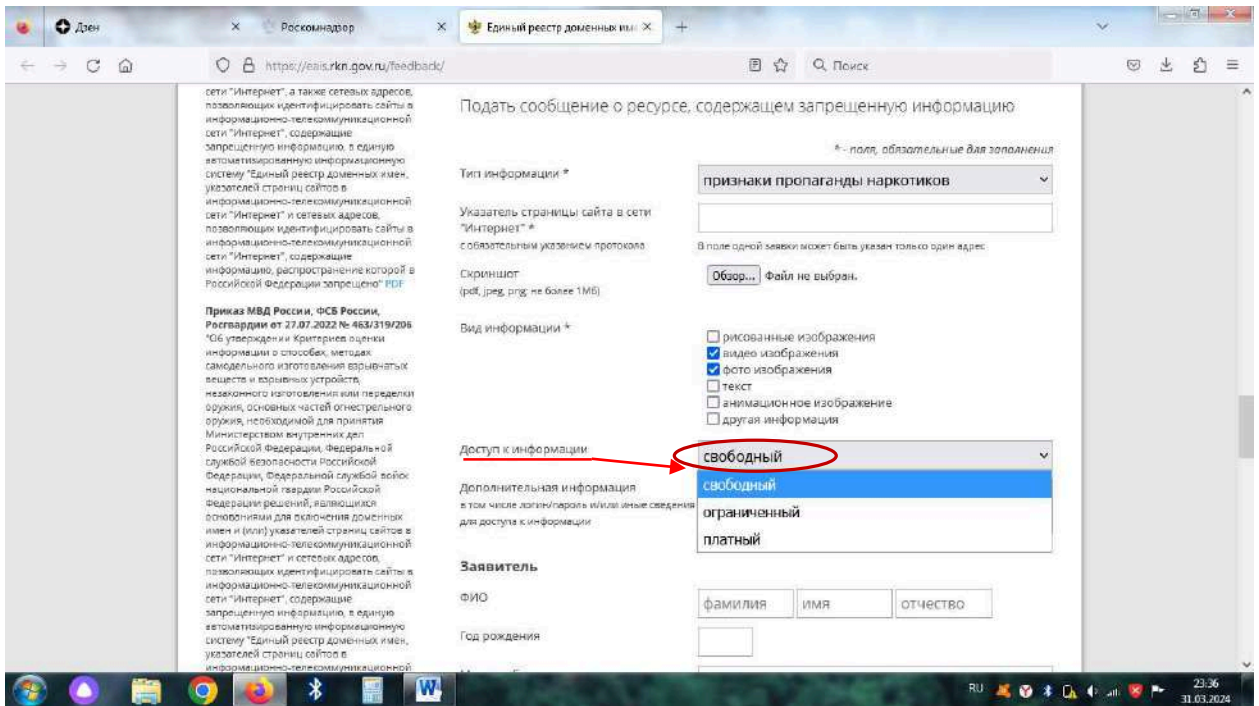 Дзен
Роскомнадзор
Единый реестр доменных им
https://eais.rkn.gov.ru/feedback/
Поиск
сети "Интернет", а также сетевых адресов,
позволяющих идентифицировать сайты в
информационно-телекоммуникационной
сети "Интернет", содержащие
запрещенную информацию, в единую
автоматизированную информационную
систему "Единый реестр доменных имен,
указателей страниц сайтов в
информационно-телекоммуникационной
сети "Интернет" и сетевых адресов,
позволяющих идентифицировать сайты в
информационно-телекоммуникационной
сети "Интернет", содержащие
информацию, распространение которой в
Российской Федерации запрещено" PDF
Приказ МВД России, ФСБ России,
Росгвардии от 27.07.2022 № 463/319/206
"Об утверждении Критериев оценки
информации о способах, методах
самодельного изготовления взрывчатых
веществ и взрывных устройств,
незаконного изготовления или переделки
оружия, основных частей огнестрельного
оружия, необходимой для принятия
Министерством внутренних дел
Российской Федерации, Федеральной
службой безопасности Российской
Федерации, Федеральной службой войск
национальной гвардии Российской
Федерации решений, являющихся
основаниями для включения доменных
имен и (или) указателей страниц сайтов в
информационно-телекоммуникационной
сети "Интернет" и сетевых адресов,
позволяющих идентифицировать сайты в
информационно-телекоммуникационной
сети "Интернет", содержащие
запрещенную информацию, в единую
автоматизированную информационную
систему "Единый реестр доменных имен,
указателей страниц сайтов в
информационно-телекоммуникационной
Подать сообщение о ресурсе, содержащем запрещенную информацию
* - поля, обязательные для заполнения
Тип информации *
признаки пропаганды наркотиков
Указатель страницы сайта в сети
"Интернет" *
с обязательным указанием протокола
В поле одной заявки может быть указан только один адрес
Скриншот
(pdf, jpeg, png; не более 1Мб)
Обзор... Файл не выбран.
Вид информации *
рисованные изображения
видео изображения
фото изображения
текст
анимационное изображение
другая информация
Доступ к информации
свободный
свободный
ограниченный
платный
Дополнительная информация
в том числе логин/пароль и/или иные сведения
для доступа к информации
Заявитель
ФИО
фамилия имя отчество
Год рождения
RU
23:36
31.03.2024